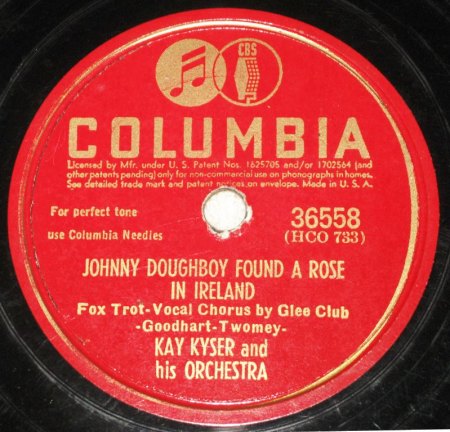 CBS
COLUMBIA
Licensed by Mfr. under U. S. Patent Nos. 1625705 and/or 1702564 (and
other patents pending) only for non-commercial use on phonographs in homes.
See detailed trade mark and patent notices on envelope. Made in U. S. A.
For perfect tone
use Columbia Needles
36558
(HCO 733)
JOHNNY DOUGHBOY FOUND A ROSE
IN IRELAND
Fox Trot-Vocal Chorus by Glee Club
-Goodhart-Twomey-
KAY KYSER and
his ORCHESTRA